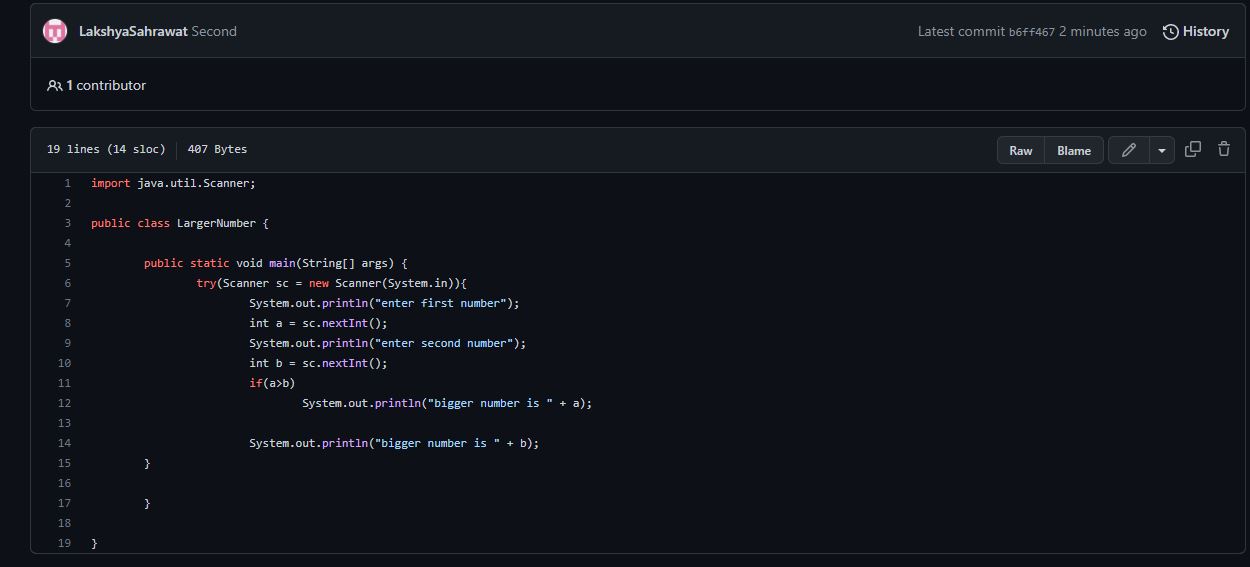 LakshyaSahrawat Second
Latest commit b6ff467 2 minutes ago
History
1 contributor
19 lines (14 sloc) 407 Bytes
Raw Blame
1 import java.util.Scanner;
2
3 public class LargerNumber {
4
5 public static void main(String[] args) {
6 try(Scanner sc = new Scanner(System.in)){
7 System.out.println("enter first number");
8 int a = sc.nextInt();
9 System.out.println("enter second number");
10 int b = sc.nextInt();
11 if(a>b)
12 System.out.println("bigger number is " + a);
13
14 System.out.println("bigger number is " + b);
15 }
16
17 }
18
19 }